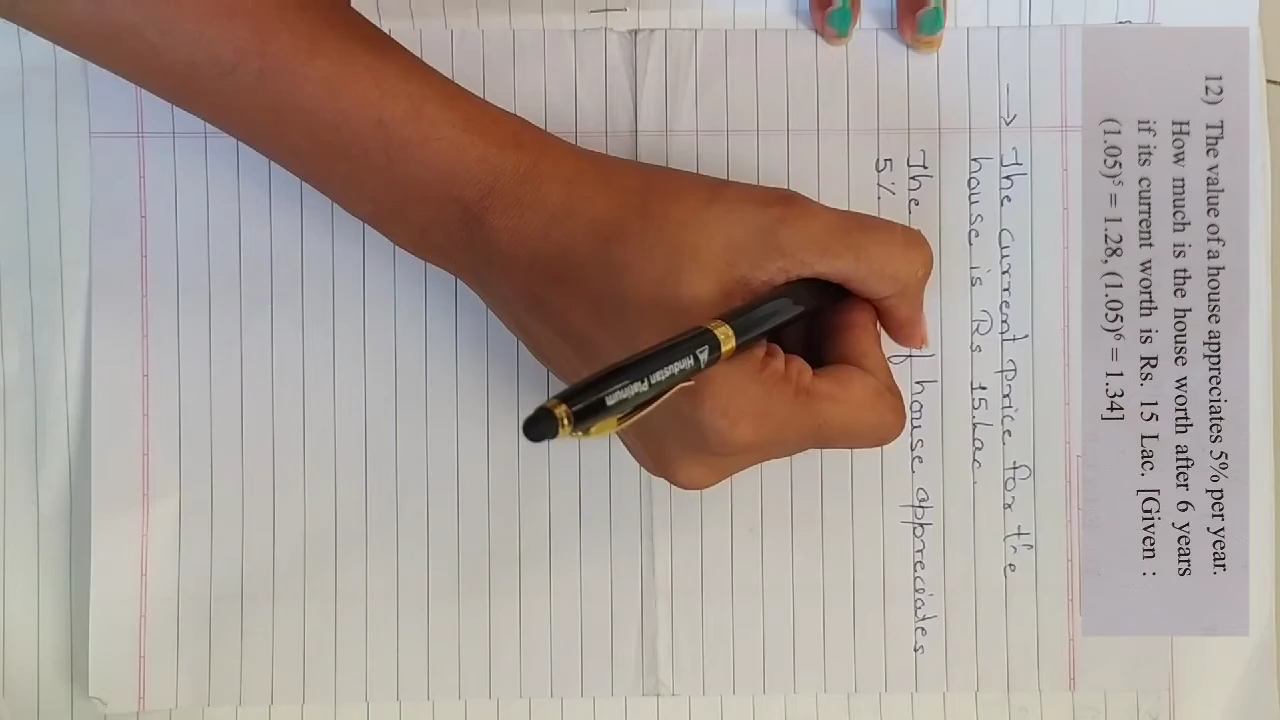 12) The value of a house appreciates 5% per year.
How much is the house worth after 6 years
if its current worth is Rs. 15 Lac. [Given :
(1.05)⁵ = 1.28, (1.05)⁶ = 1.34]
→ The current price for the
house is Rs 15 Lac.
The house appreciates
5%
Hindustan Platinum